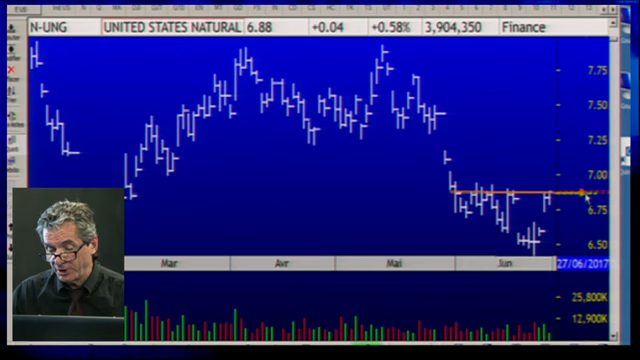 N-UNG UNITED STATES NATURAL 6.88 +0.04 +0.58% 3,904,350 Finance
7.75
7.50
7.25
7.00
6.75
6.50
Mar Avr Mai Jun 27/06/2017
25,800K
12,900K